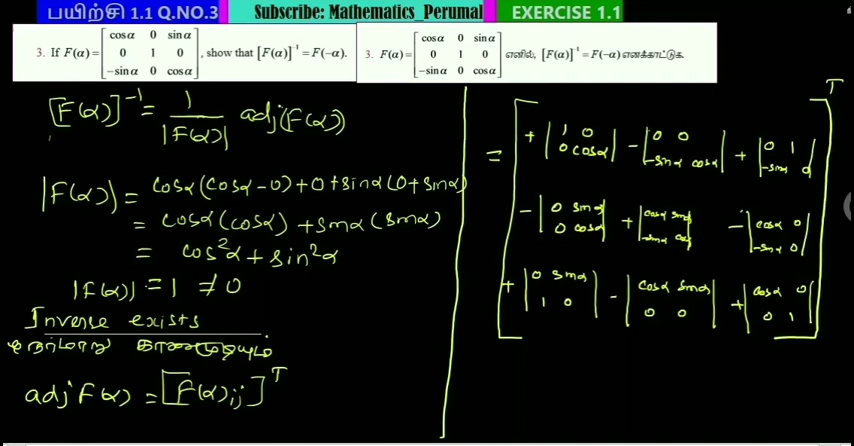 பயிற்சி 1.1 Q.NO.3
Subscribe: Mathematics_Perumal
EXERCISE 1.1
3. If F(α) = [cosα 0 sinα
0 1 0
−sinα 0 cosα], show that [F(α)]⁻¹ = F(−α).
3. F(α) = [cosα 0 sinα
0 1 0
−sinα 0 cosα] எனில், [F(α)]⁻¹ = F(−α) எனக்காட்டுக.
[F(α)]⁻¹ = 1/|F(α)| adj(F(α))
|F(α)| = cosα(cosα−0)+0+sinα(0+sinα)
= cosα(cosα)+sinα(sinα)
= cos²α+sin²α
|F(α)| = 1 ≠ 0
Inverse exists
adj F(α) = [F(α)ij]ᵀ
= [+|1 0
0 cosα| −|0 0
−sinα cosα| +|0 1
−sinα 0|
−|0 sinα
0 cosα| +|cosα sinα
−sinα cosα| −|cosα 0
−sinα 0|
+|0 sinα
1 0| −|cosα sinα
0 0| +|cosα 0
0 1|]ᵀ